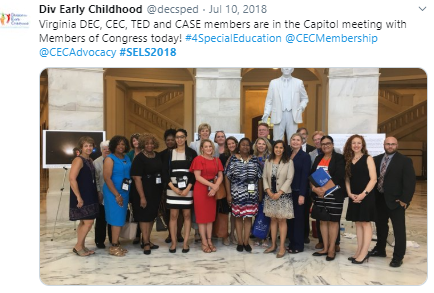 Div Early Childhood @decsped · Jul 10, 2018
Virginia DEC, CEC, TED and CASE members are in the Capitol meeting with
Members of Congress today! #4SpecialEducation @CECMembership
@CECAdvocacy #SELS2018